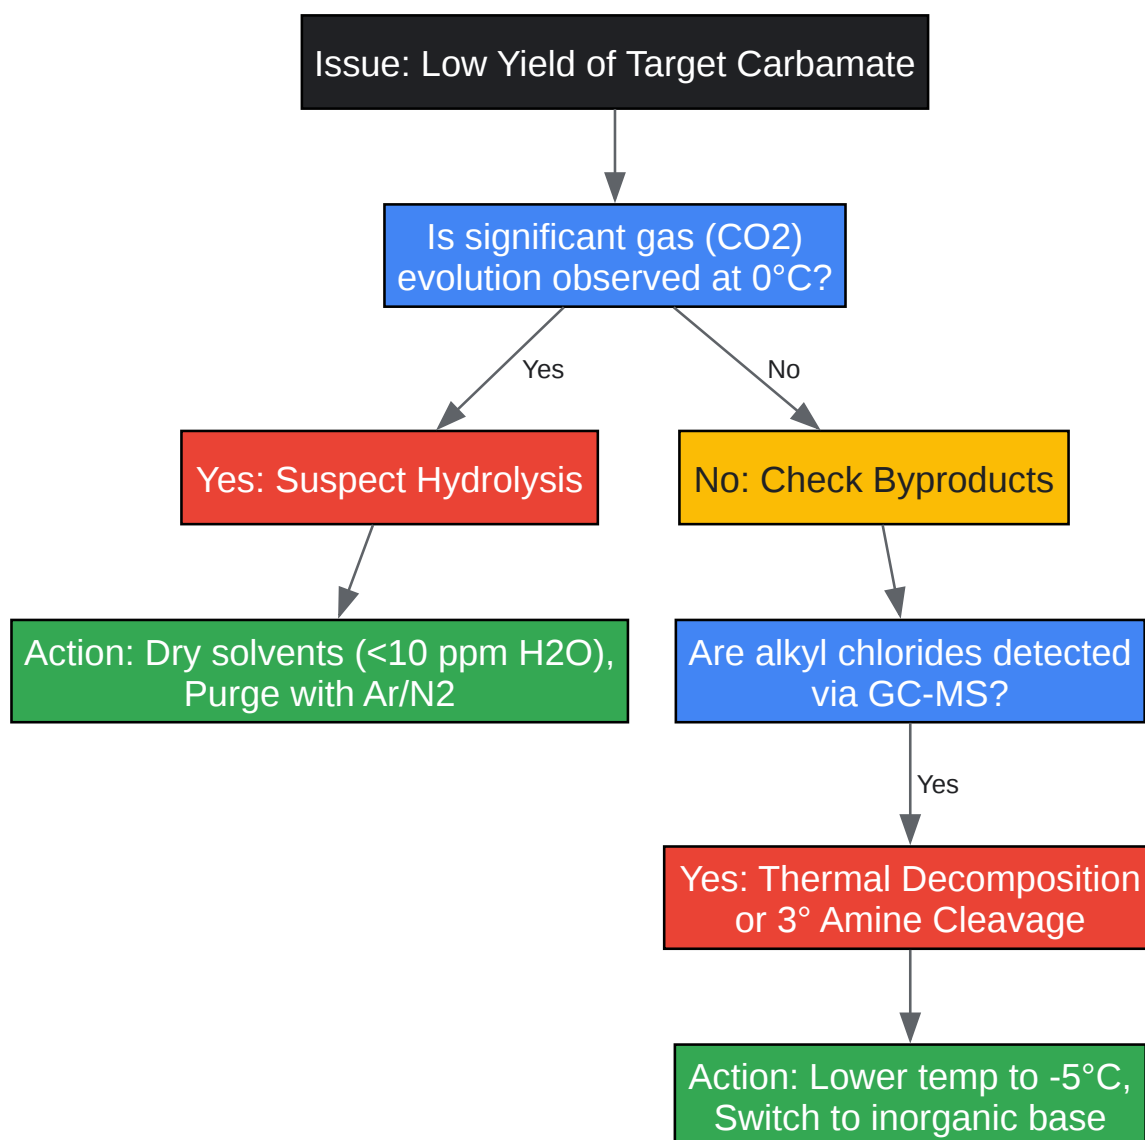 Issue: Low Yield of Target Carbamate
Is significant gas (CO2)
evolution observed at 0°C?
Yes
No
Yes: Suspect Hydrolysis
No: Check Byproducts
Action: Dry solvents (<10 ppm H2O),
Purge with Ar/N2
Are alkyl chlorides detected
via GC-MS?
Yes
Yes: Thermal Decomposition
or 3° Amine Cleavage
Action: Lower temp to -5°C,
Switch to inorganic base